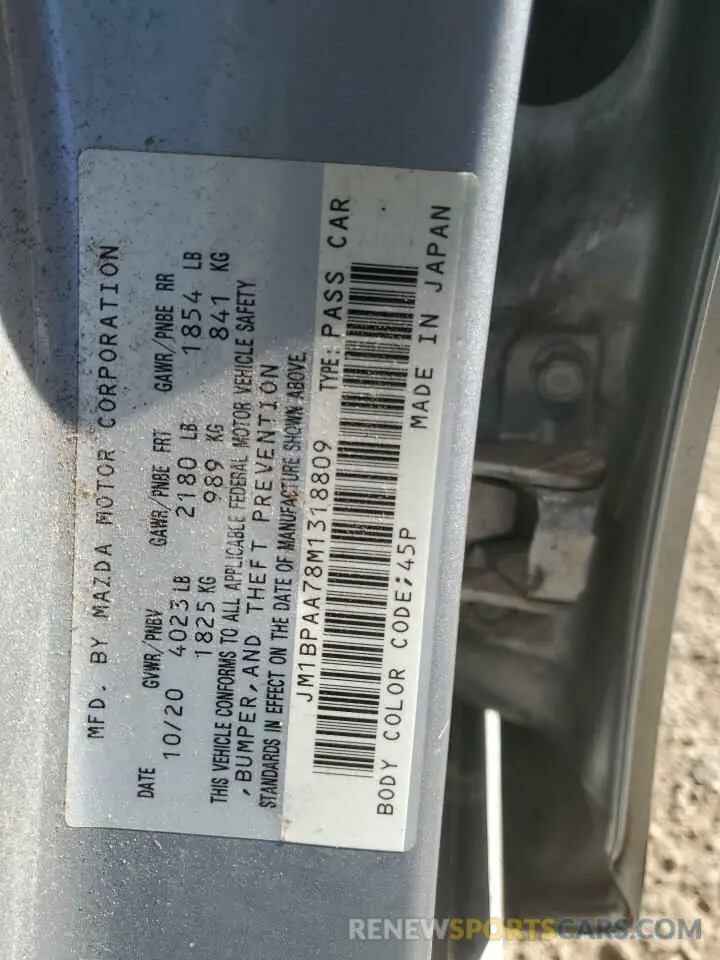 MFD. BY MAZDA MOTOR CORPORATION
DATE GVWR/PNBV GAWR/PNBE FRT GAWR/PNBE RR
10/20 4023 LB 2180 LB 1854 LB
1825 KG 989 KG 841 KG
THIS VEHICLE CONFORMS TO ALL APPLICABLE FEDERAL MOTOR VEHICLE SAFETY
,BUMPER, AND THEFT PREVENTION
STANDARDS IN EFFECT ON THE DATE OF MANUFACTURE SHOWN ABOVE.
JM1BPAA78M1318809 TYPE:PASS CAR
BODY COLOR CODE;45P MADE IN JAPAN
RENEWSPORTSCARS.COM